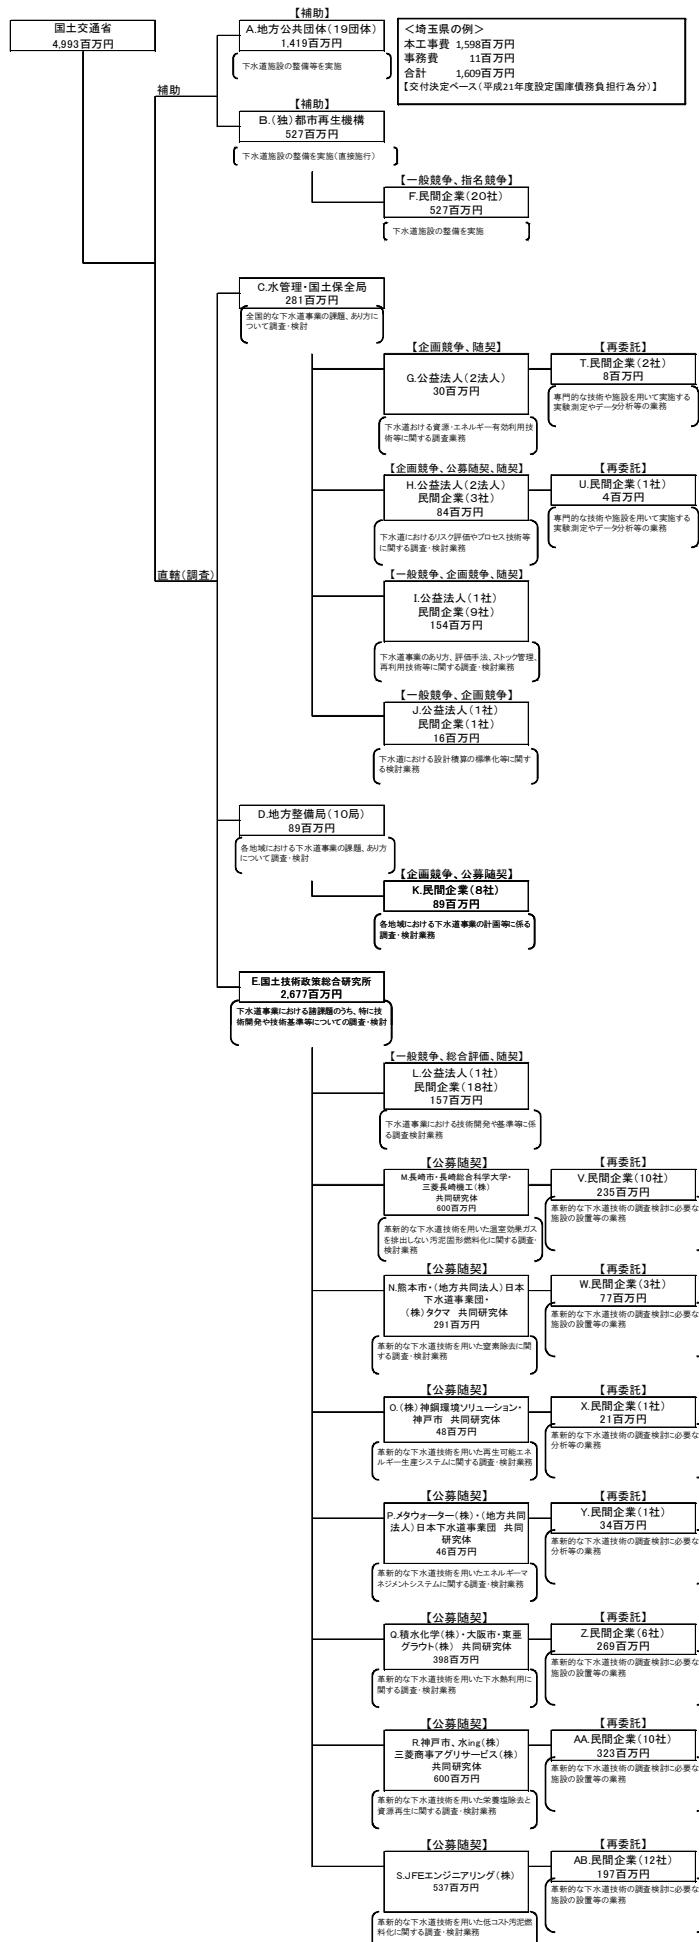 国土交通省
4,993百万円
【補助】
A.地方公共団体(19団体)
1,419百万円
下水道施設の整備等を実施
<埼玉県の例>
本工事費 1,598百万円
事務費 11百万円
合計 1,609百万円
【交付決定ベース(平成21年度設定国庫債務負担行為分)】
補助
【補助】
B.(独)都市再生機構
527百万円
下水道施設の整備を実施(直接施行)
【一般競争、指名競争】
F.民間企業(20社)
527百万円
下水道施設の整備を実施
C.水管理・国土保全局
281百万円
全国的な下水道事業の課題、あり方に
ついて調査・検討
【企画競争、随契】
G.公益法人(2法人)
30百万円
下水道おける資源・エネルギー有効利用技
術等に関する調査業務
【再委託】
T.民間企業(2社)
8百万円
専門的な技術や施設を用いて実施する
実験測定やデータ分析等の業務
【企画競争、公募随契、随契】
H.公益法人(2法人)
民間企業(3社)
84百万円
下水道におけるリスク評価やプロセス技術等
に関する調査・検討業務
【再委託】
U.民間企業(1社)
4百万円
専門的な技術や施設を用いて実施する
実験測定やデータ分析等の業務
直轄(調査)
【一般競争、企画競争、随契】
I.公益法人(1社)
民間企業(9社)
154百万円
下水事業のあり方、評価手法、ストック管理、
再利用技術等に関する調査・検討業務
【一般競争、企画競争】
J.公益法人(1社)
民間企業(1社)
16百万円
下水道における設計積算の標準化等に関す
る検討業務
D.地方整備局(10局)
89百万円
各地域における下水事業の課題、あり方
について調査・検討
【企画競争、公募随契】
K.民間企業(8社)
89百万円
各地域における下水道事業の計画等に係る
調査・検討業務
E.国土技術政策総合研究所
2,677百万円
下水道事業における諸課題のうち、特に技
術開発や技術基準等についての調査・検討
【一般競争、総合評価、随契】
L.公益法人(1社)
民間企業(18社)
157百万円
下水道事業における技術開発や基準等に係
る調査検討業務
【公募随契】
M.長崎市・長崎総合科学大学・
三菱長崎機工(株)
共同研究体
600百万円
革新的な下水道技術を用いた温室効果ガス
を排出しない汚泥固形燃料化に関する調査・
検討業務
【再委託】
V.民間企業(10社)
235百万円
革新的な下水道技術の調査検討に必要な
施設の設置等の業務
【公募随契】
N.熊本市・(地方共同法人)日本
下水道事業団・
(株)タクマ 共同研究体
291百万円
革新的な下水道技術を用いた窒素除去に関
する調査・検討業務
【再委託】
W.民間企業(3社)
77百万円
革新的な下水道技術の調査検討に必要な
施設の設置等の業務
【公募随契】
O.(株)神鋼環境ソリューション・
神戸市 共同研究体
48百万円
革新的な下水道技術を用いた再生可能エネ
ルギー生産システムに関する調査・検討業務
【再委託】
X.民間企業(1社)
21百万円
革新的な下水道技術の調査検討に必要な
分析等の業務
【公募随契】
P.メタウォーター(株)・(地方共同
法人)日本下水道事業団 共同
研究体
46百万円
革新的な下水道技術を用いたエネルギーマ
ネジメントシステムに関する調査・検討業務
【再委託】
Y.民間企業(1社)
34百万円
革新的な下水道技術の調査検討に必要な
分析等の業務
【公募随契】
Q.積水化学(株)・大阪市・東亜
グラウト(株) 共同研究体
398百万円
革新的な下水道技術を用いた下水熱利用に
関する調査・検討業務
【再委託】
Z.民間企業(6社)
269百万円
革新的な下水道技術の調査検討に必要な
施設の設置等の業務
【公募随契】
R.神戸市、水ing(株)
三菱商事アグリサービス(株)
共同研究体
600百万円
革新的な下水道技術を用いた栄養塩除去と
資源再生に関する調査・検討業務
【再委託】
AA.民間企業(10社)
323百万円
革新的な下水道技術の調査検討に必要な
施設の設置等の業務
【公募随契】
S.JFEエンジニアリング(株)
537百万円
革新的な下水道技術を用いた低コスト汚泥燃
料化に関する調査・検討業務
【再委託】
AB.民間企業(12社)
197百万円
革新的な下水道技術の調査検討に必要な
施設の設置等の業務